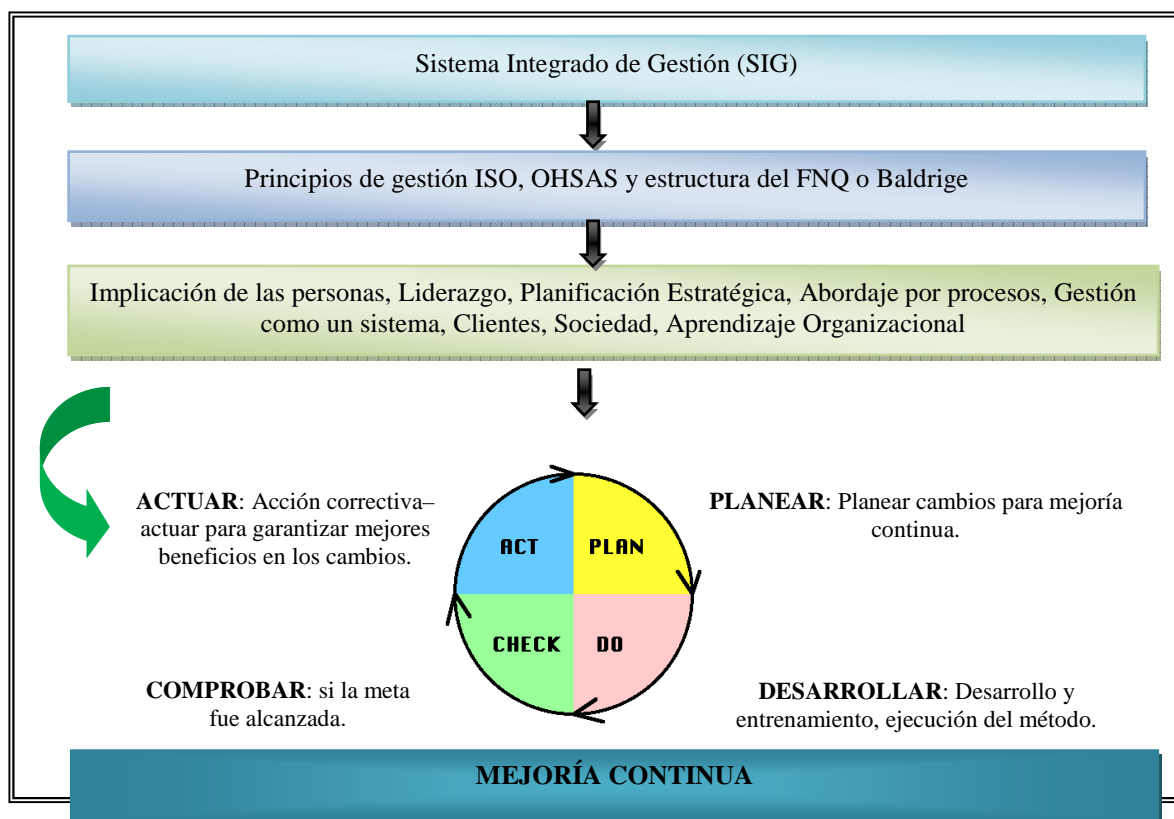 Sistema Integrado de Gestión (SIG)
Principios de gestión ISO, OHSAS y estructura del FNQ o Baldrige
Implicación de las personas, Liderazgo, Planificación Estratégica, Abordaje por procesos, Gestión
como un sistema, Clientes, Sociedad, Aprendizaje Organizacional
ACTUAR: Acción correctiva–
actuar para garantizar mejores
beneficios en los cambios.
ACT
PLAN
PLANEAR: Planear cambios para mejoría
continua.
CHECK
DO
COMPROBAR: si la meta
fue alcanzada.
DESARROLLAR: Desarrollo y
entrenamiento, ejecución del método.
MEJORÍA CONTINUA